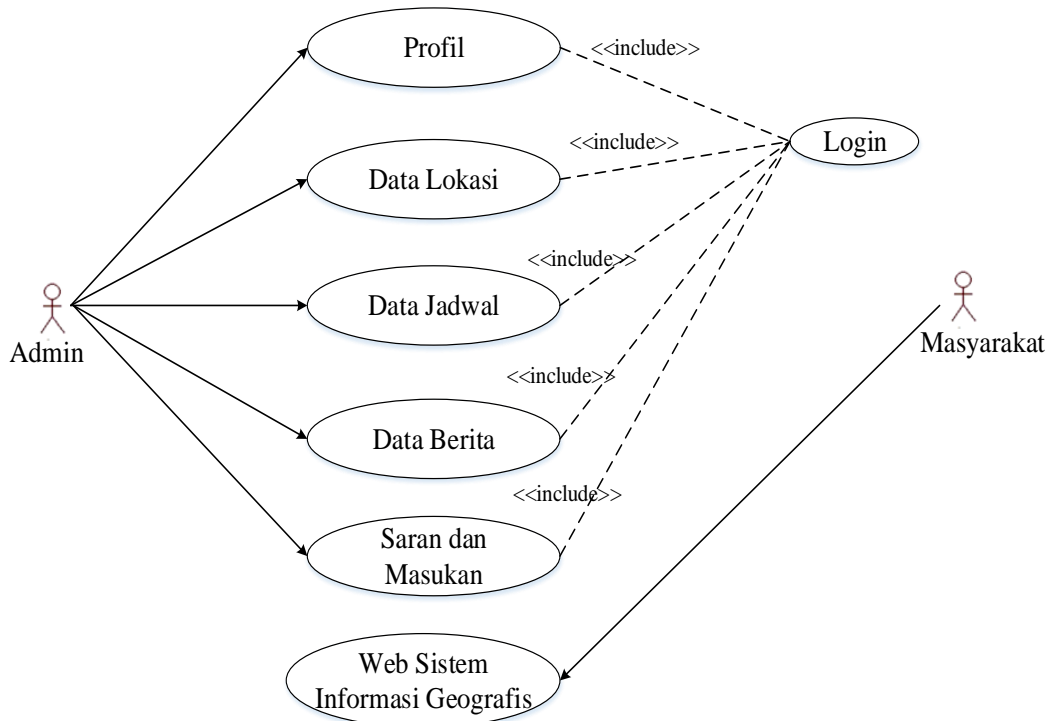 Profil
<<include>>
Login
<<include>>
Data Lokasi
<<include>>
Data Jadwal
Admin
Masyarakat
<<include>>
Data Berita
<<include>>
Saran dan
Masukan
Web Sistem
Informasi Geografis